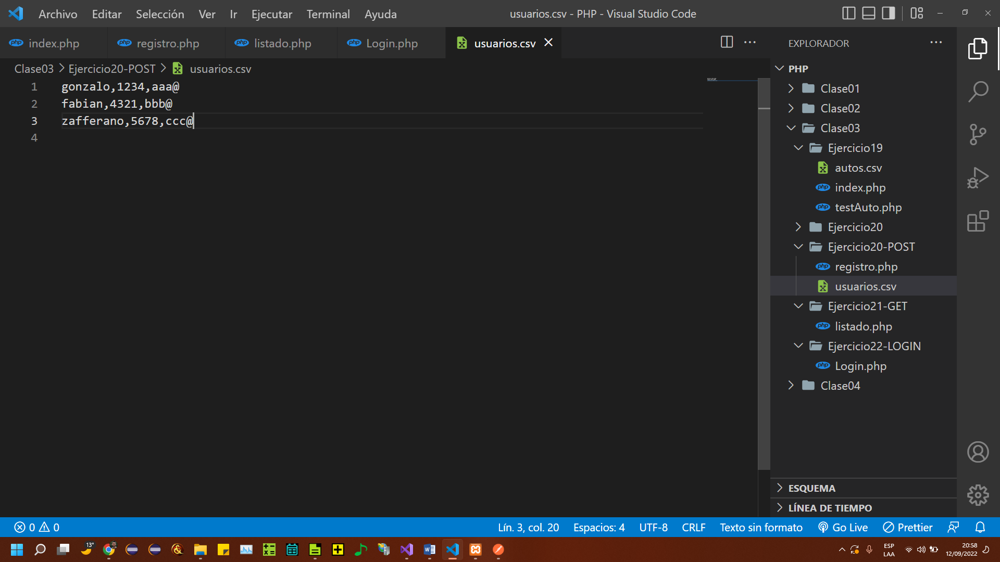 Archivo Editar Selección Ver Ir Ejecutar Terminal Ayuda
usuarios.csv - PHP - Visual Studio Code
index.php
registro.php
listado.php
Login.php
usuarios.csv
Clase03 > Ejercicio20-POST > usuarios.csv
1 gonzalo,1234,aaa@
2 fabian,4321,bbb@
3 zafferano,5678,ccc@
4
EXPLORADOR
PHP
Clase01
Clase02
Clase03
Ejercicio19
autos.csv
php index.php
php testAuto.php
Ejercicio20
Ejercicio20-POST
php registro.php
usuarios.csv
Ejercicio21-GET
php listado.php
Ejercicio22-LOGIN
php Login.php
Clase04
ESQUEMA
LÍNEA DE TIEMPO
0 0
Lín. 3, col. 20
Espacios: 4
UTF-8
CRLF
Texto sin formato
Go Live
Prettier
13°
ESP
LAA
20:58
12/09/2022